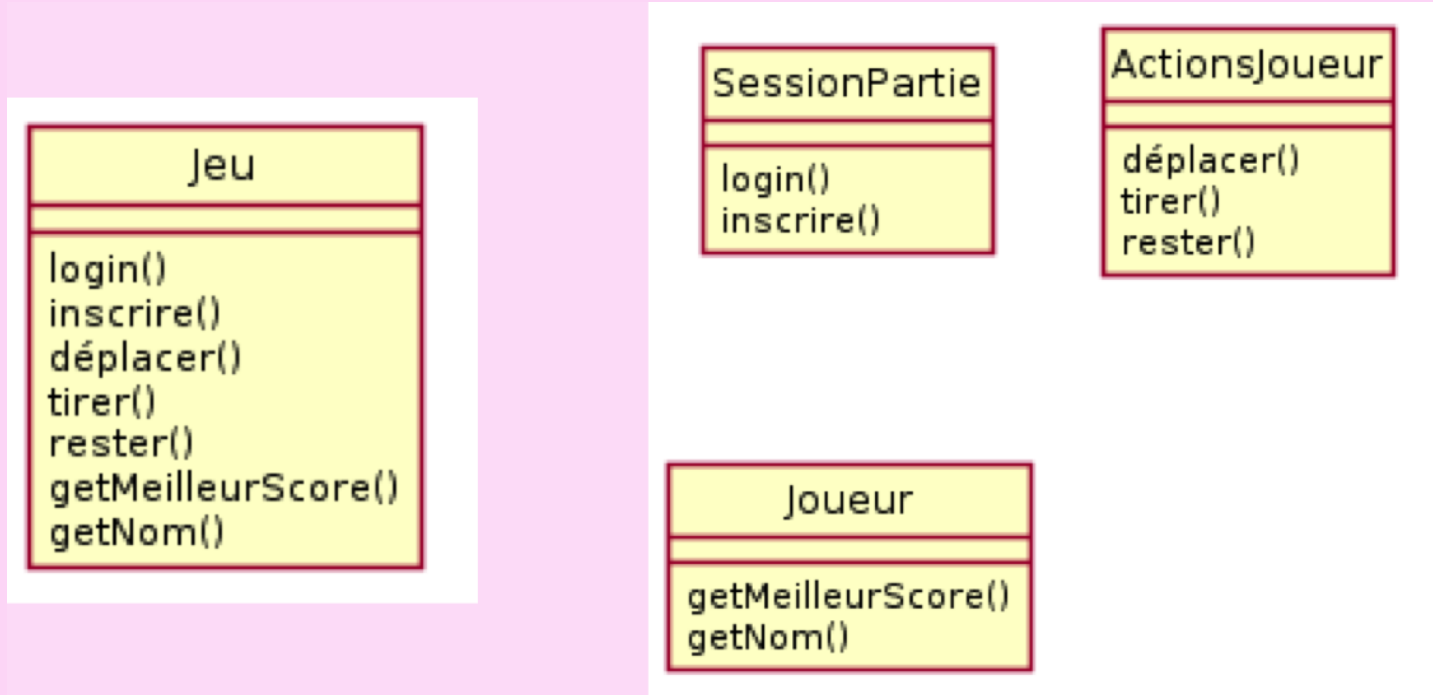 Jeu
login()
inscrire()
déplacer()
tirer()
rester()
getMeilleurScore()
getNom()
SessionPartie
login()
inscrire()
ActionsJoueur
déplacer()
tirer()
rester()
Joueur
getMeilleurScore()
getNom()